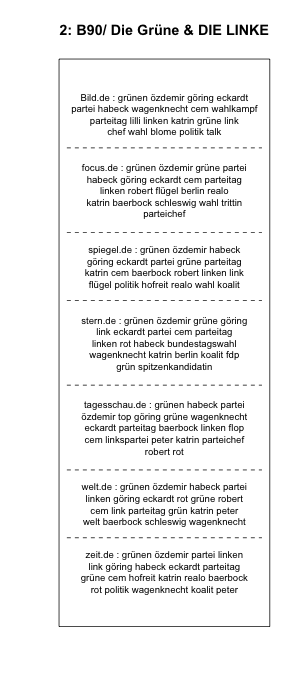 2: B90/ Die Grüne & DIE LINKE
Bild.de : grünen özdemir göring eckardt
partei habeck wagenknecht cem wahlkampf
parteitag lilli linken katrin grüne link
chef wahl blome politik talk
focus.de : grünen özdemir grüne partei
habeck göring eckardt cem parteitag
linken robert flügel berlin realo
katrin baerbock schleswig wahl trittin
parteichef
spiegel.de : grünen özdemir habeck
göring eckardt partei grüne parteitag
katrin cem baerbock robert linken link
flügel politik hofreit realo wahl koalit
stern.de : grünen özdemir grüne göring
link eckardt partei cem parteitag
linken rot habeck bundestagswahl
wagenknecht katrin berlin koalit fdp
grün spitzenkandidatin
tagesschau.de : grünen habeck partei
özdemir top göring grüne wagenknecht
eckardt parteitag baerbock linken flop
cem linkspartei peter katrin parteichef
robert rot
welt.de : grünen özdemir habeck partei
linken göring eckardt rot grüne robert
cem link parteitag grün katrin peter
welt baerbock schleswig wagenknecht
zeit.de : grünen özdemir partei linken
link göring habeck eckardt parteitag
grüne cem hofreit katrin realo baerbock
rot politik wagenknecht koalit peter